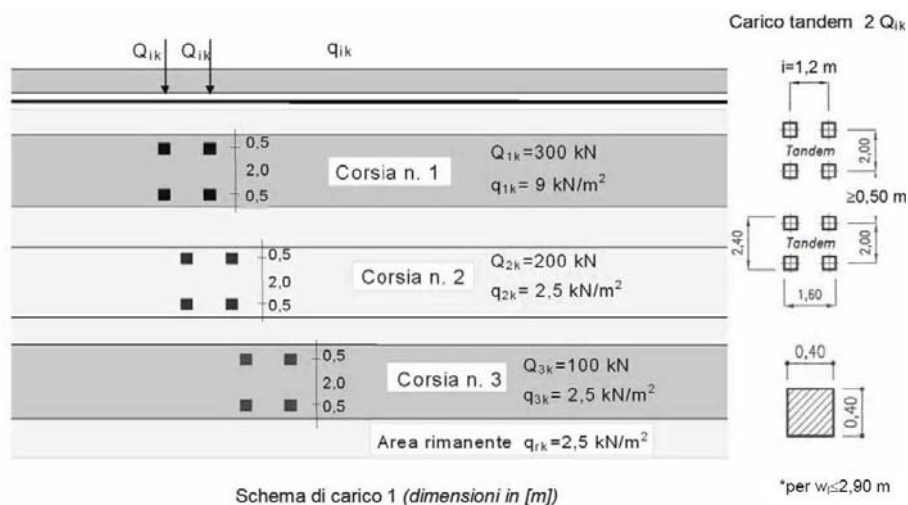 Carico tandem 2 Qik
Qik Qik qik
i=1,2 m
Tandem
2,00
≥0,50 m
Tandem
2,40
2,00
1,60
0,40
0,40
*per wl≤2,90 m
0,5
2,0
0,5
Corsia n. 1
Q1k=300 kN
q1k= 9 kN/m2
0,5
2,0
0,5
Corsia n. 2
Q2k=200 kN
q2k= 2,5 kN/m2
0,5
2,0
0,5
Corsia n. 3
Q3k=100 kN
q3k= 2,5 kN/m2
Area rimanente qrk=2,5 kN/m2
Schema di carico 1 (dimensioni in [m])